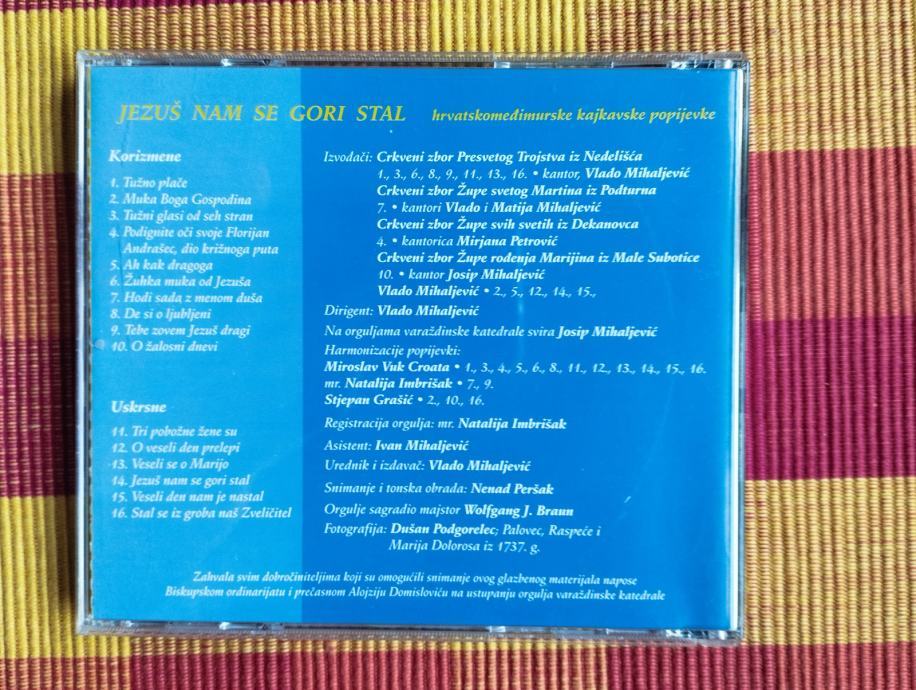 JEZUŠ NAM SE GORI STAL hrvatskomeđimurske kajkavske popijevke
Korizmene
1. Tužno plače
2. Muka Boga Gospodina
3. Tužni glasi od seh stran
4. Podignite oči svoje Florijan
Andrašec, dio križnoga puta
5. Ah kak dragoga
6. Žuhka muka od Jezuša
7. Hodi sada z menom duša
8. De si o ljubljeni
9. Tebe zovem Jezuš dragi
10. O žalosni dnevi
Uskrsne
11. Tri pobožne žene su
12. O veseli den prelepi
13. Veseli se o Marijo
14. Jezuš nam se gori stal
15. Veseli den nam je nastal
16. Stal se iz groba naš Zveličitel
Izvođači: Crkveni zbor Presvetog Trojstva iz Nedelišća
1., 3., 6., 8., 9., 11., 13., 16. • kantor, Vlado Mihaljević
Crkveni zbor Župe svetog Martina iz Podturna
7. • kantori Vlado i Matija Mihaljević
Crkveni zbor Župe svih svetih iz Dekanovca
4. • kantorica Mirjana Petrović
Crkveni zbor Župe rođenja Marijina iz Male Subotice
10. • kantor Josip Mihaljević
Vlado Mihaljević • 2., 5., 12., 14., 15.,
Dirigent: Vlado Mihaljević
Na orguljama varaždinske katedrale svira Josip Mihaljević
Harmonizacije popijevki:
Miroslav Vuk Croata • 1., 3., 4., 5., 6., 8., 11., 12., 13., 14., 15., 16.
mr. Natalija Imbrišak • 7., 9.
Stjepan Grašić • 2., 10., 16.
Registracija orgulja: mr. Natalija Imbrišak
Asistent: Ivan Mihaljević
Urednik i izdavač: Vlado Mihaljević
Snimanje i tonska obrada: Nenad Peršak
Orgulje sagradio majstor Wolfgang J. Braun
Fotografija: Dušan Podgorelec; Palovec, Raspeće i
Marija Dolorosa iz 1737. g.
Zahvala svim dobročiniteljima koji su omogućili snimanje ovog glazbenog materijala napose
Biskupskom ordinarijatu i prečasnom Alojziju Domisloviću na ustupanju orgulja varaždinske katedrale